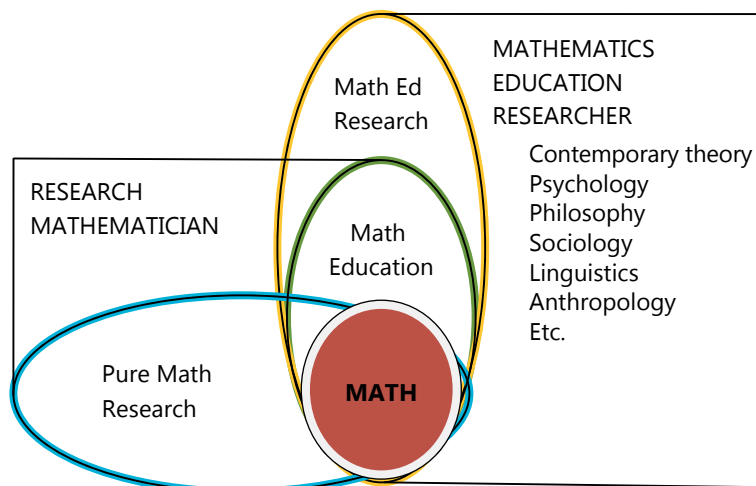 Math Ed
Research
MATHEMATICS
EDUCATION
RESEARCHER
Contemporary theory
Psychology
Philosophy
Sociology
Linguistics
Anthropology
Etc.
RESEARCH
MATHEMATICIAN
Math
Education
Pure Math
Research
MATH